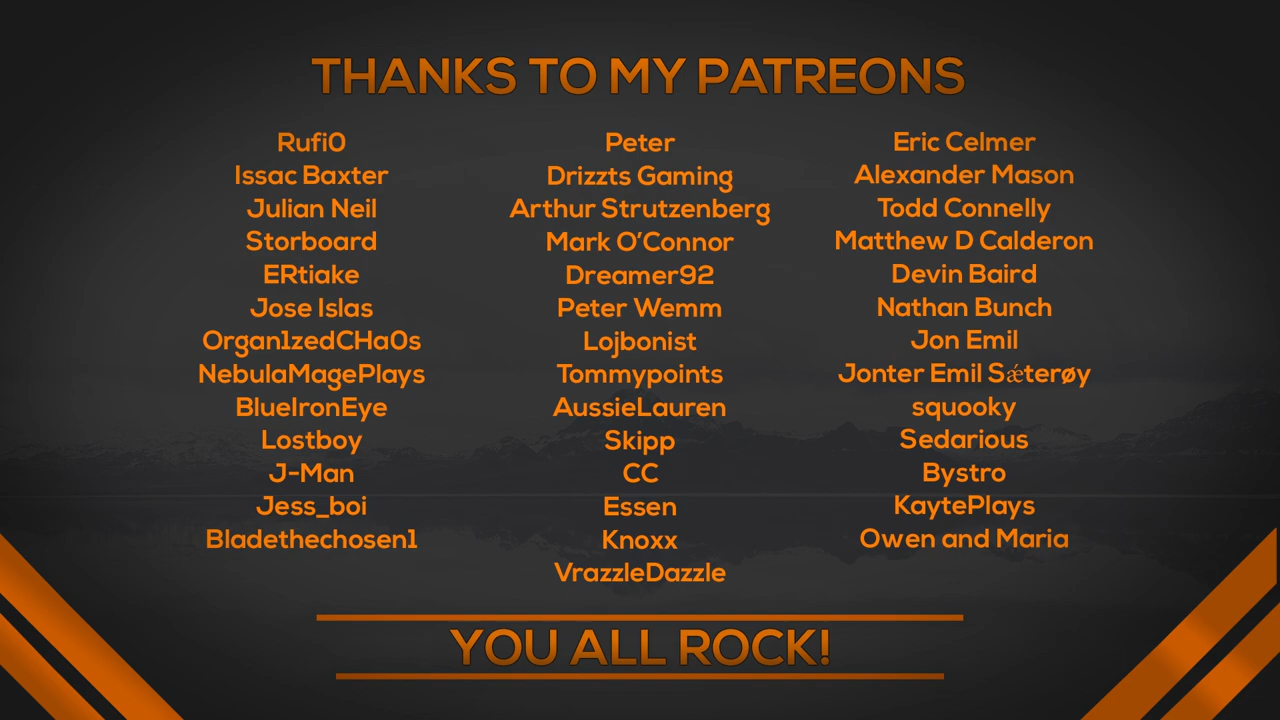 THANKS TO MY PATREONS
Rufi0
Issac Baxter
Julian Neil
Storboard
ERtiake
Jose Islas
Organ1zedCHa0s
NebulaMagePlays
BlueIronEye
Lostboy
J-Man
Jess_boi
Bladethechosen1
Peter
Drizzts Gaming
Arthur Strutzenberg
Mark O'Connor
Dreamer92
Peter Wemm
Lojbonist
Tommypoints
AussieLauren
Skipp
CC
Essen
Knoxx
VrazzleDazzle
Eric Celmer
Alexander Mason
Todd Connelly
Matthew D Calderon
Devin Baird
Nathan Bunch
Jon Emil
Jonter Emil Sǽterøy
squooky
Sedarious
Bystro
KaytePlays
Owen and Maria
YOU ALL ROCK!